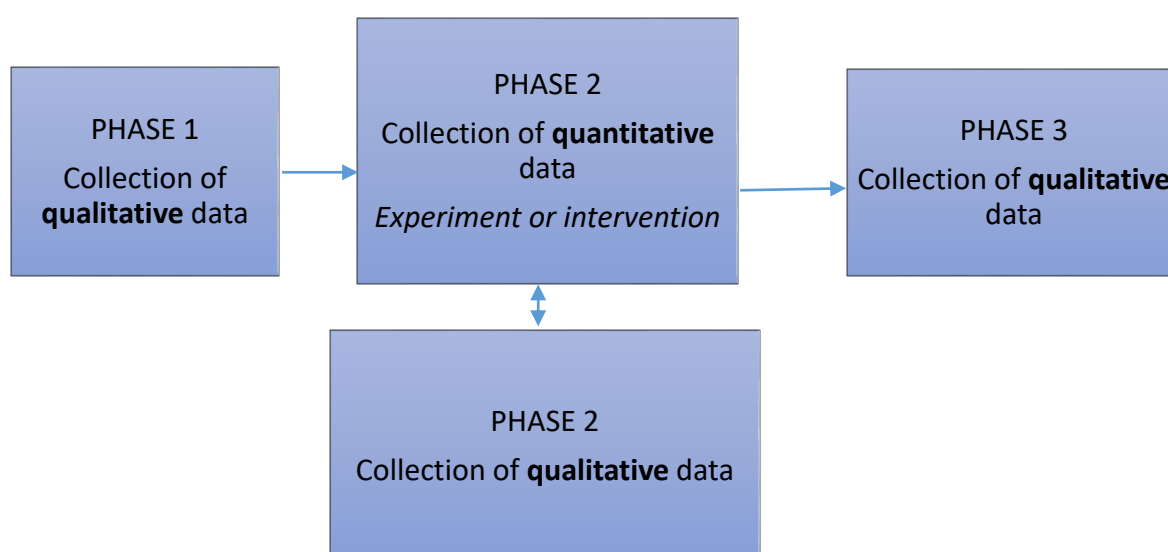 PHASE 1
Collection of
qualitative data
PHASE 2
Collection of quantitative
data
Experiment or intervention
PHASE 3
Collection of qualitative
data
PHASE 2
Collection of qualitative data